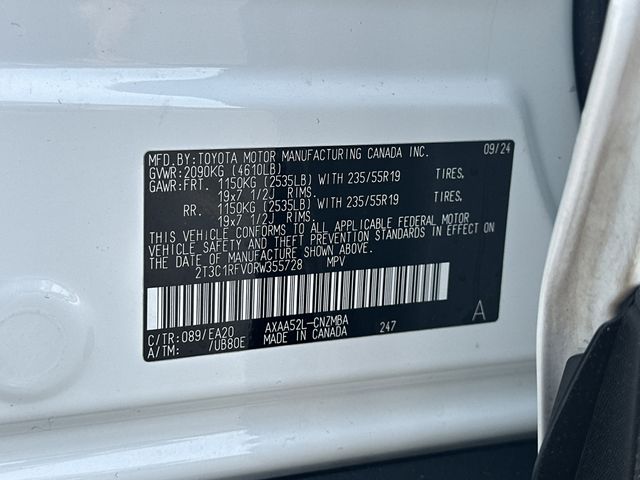 MFD.BY:TOYOTA MOTOR MANUFACTURING CANADA INC. 09/24
GVWR:2090KG (4610LB)
GAWR:FRT. 1150KG (2535LB) WITH 235/55R19 TIRES,
19x7 1/2J RIMS.
RR. 1150KG (2535LB) WITH 235/55R19 TIRES,
19x7 1/2J RIMS.
THIS VEHICLE CONFORMS TO ALL APPLICABLE FEDERAL MOTOR
VEHICLE SAFETY AND THEFT PREVENTION STANDARDS IN EFFECT ON
THE DATE OF MANUFACTURE SHOWN ABOVE.
2T3C1RFV0RW355728 MPV
C/TR:089/EA20 AXAA52L-CNZMBA 247 A
A/TM: /UB80E MADE IN CANADA